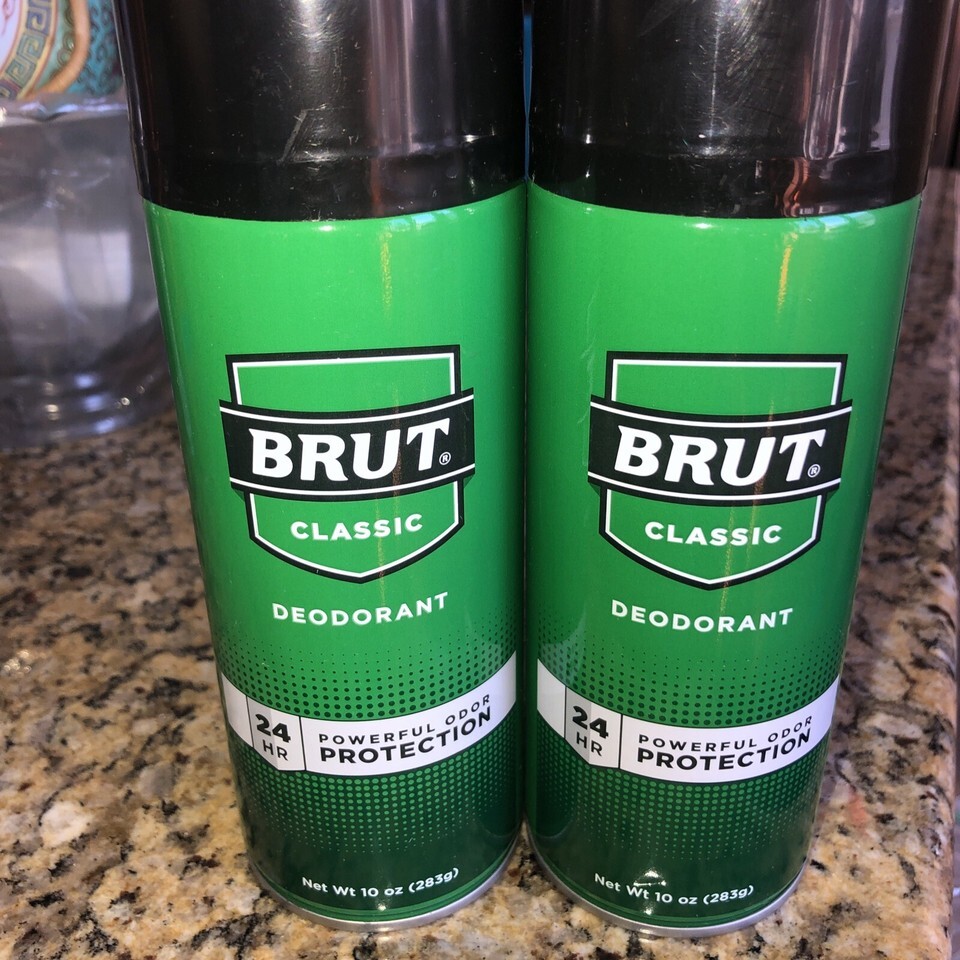 BRUT®
CLASSIC
DEODORANT
24
HR
POWERFUL ODOR
PROTECTION
Net Wt 10 oz (283g)
BRUT®
CLASSIC
DEODORANT
24
HR
POWERFUL ODOR
PROTECTION
Net Wt 10 oz (283g)